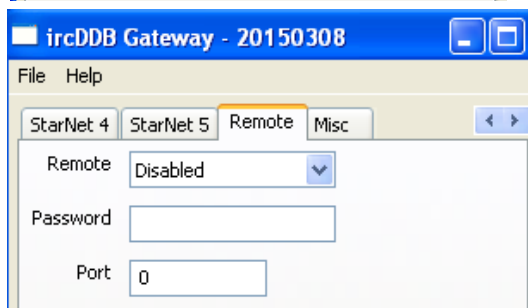 ircDDB Gateway - 20150308
File Help
StarNet 4 StarNet 5 Remote Misc
Remote Disabled
Password
Port 0